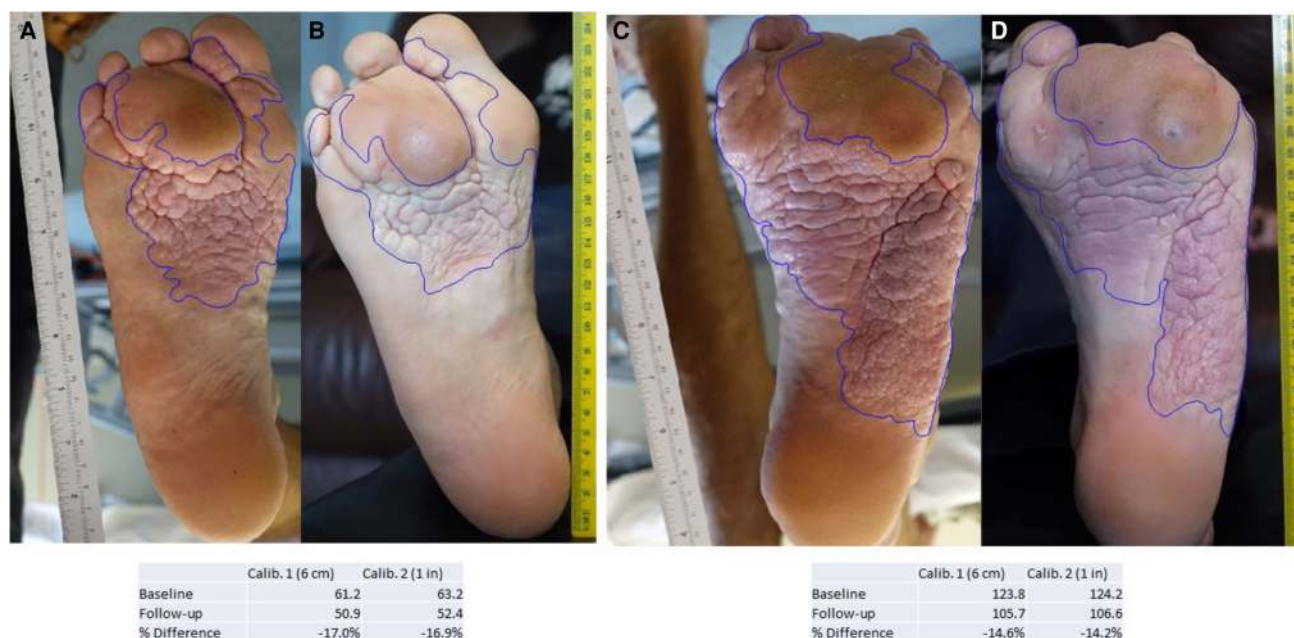 A B C D
Calib. 1 (6 cm) Calib. 2 (1 in)
Baseline 61.2 63.2
Follow-up 50.9 52.4
% Difference -17.0% -16.9%
Calib. 1 (6 cm) Calib. 2 (1 in)
Baseline 123.8 124.2
Follow-up 105.7 106.6
% Difference -14.6% -14.2%